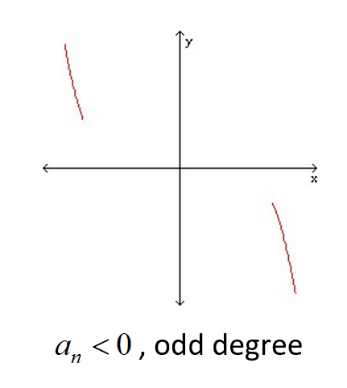 y
x
aₙ < 0 , odd degree